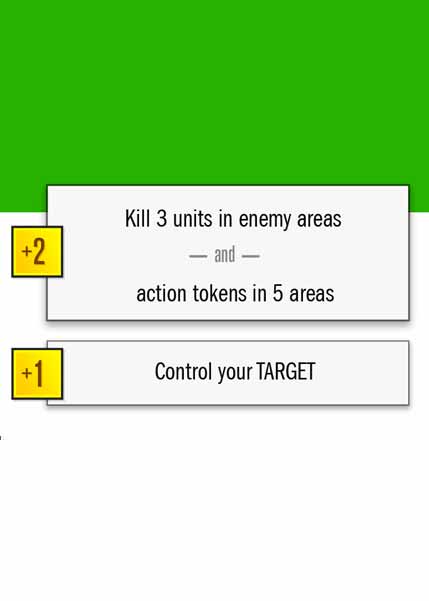 Kill 3 units in enemy areas
+2
— and —
action tokens in 5 areas
+1
Control your TARGET